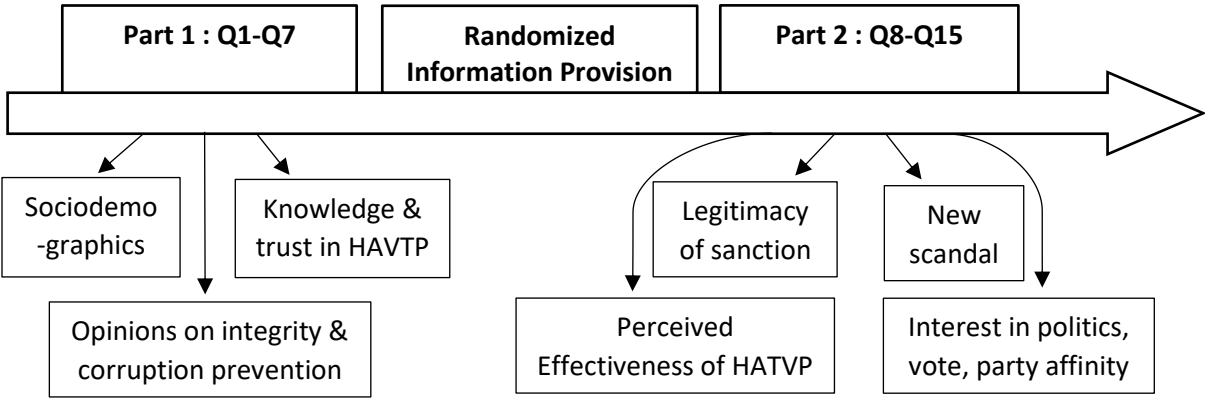 Part 1 : Q1-Q7
Randomized
Information Provision
Part 2 : Q8-Q15
Sociodemo
-graphics
Knowledge &
trust in HAVTP
Opinions on integrity &
corruption prevention
Legitimacy
of sanction
New
scandal
Perceived
Effectiveness of HATVP
Interest in politics,
vote, party affinity